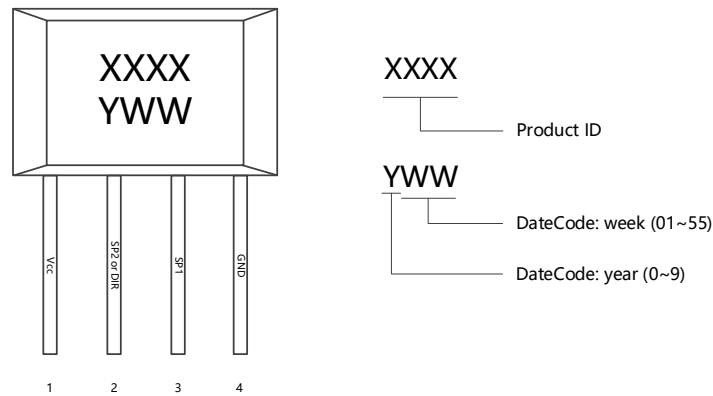 XXXX
YWW
Vcc
SP2 or DIR
SP1
GND
1 2 3 4
XXXX
Product ID
YWW
DateCode: week (01~55)
DateCode: year (0~9)